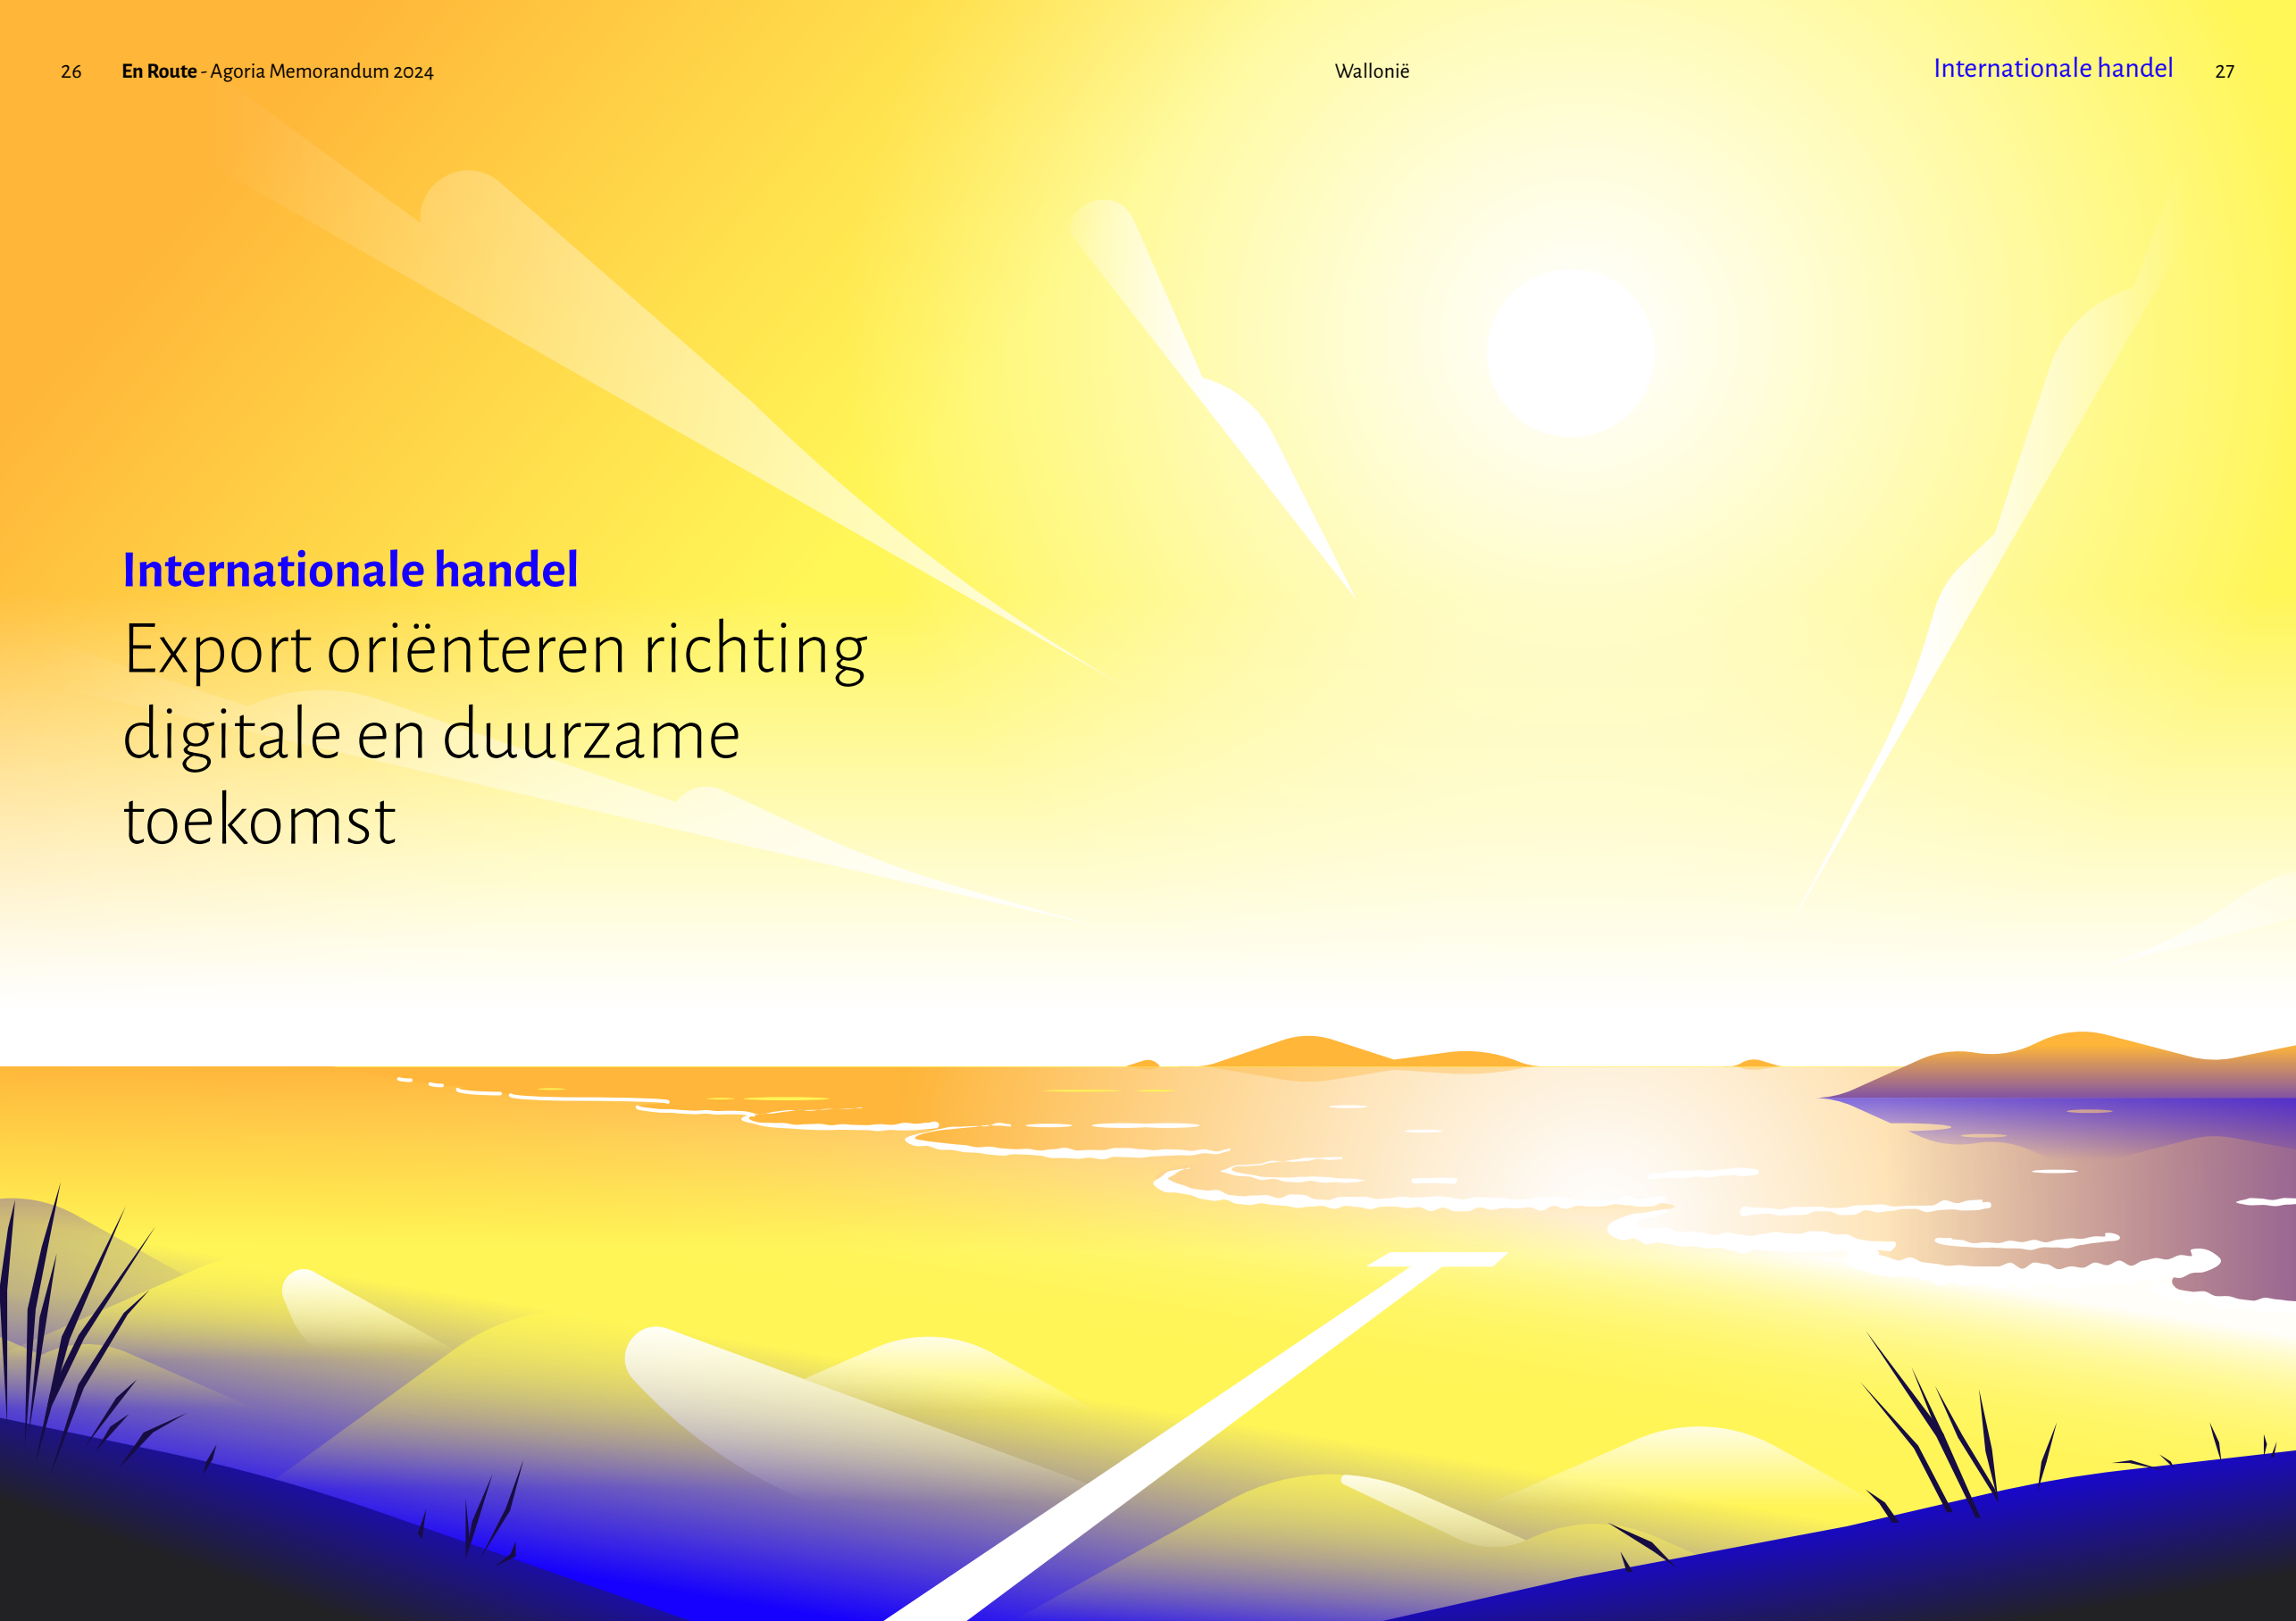 26 En Route - Agoria Memorandum 2024
Wallonië
Internationale handel 27
Internationale handel
Export oriënteren richting
digitale en duurzame
toekomst